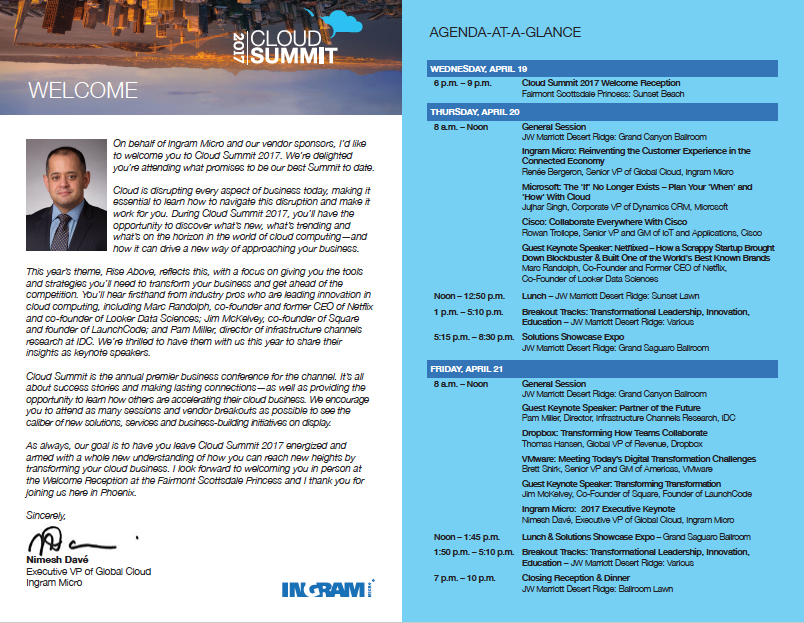 2017
CLOUD
SUMMIT
WELCOME
On behalf of Ingram Micro and our vendor sponsors, I'd like
to welcome you to Cloud Summit 2017. We're delighted
you're attending what promises to be our best Summit to date.
Cloud is disrupting every aspect of business today, making it
essential to learn how to navigate this disruption and make it
work for you. During Cloud Summit 2017, you'll have the
opportunity to discover what's new, what's trending and
what's on the horizon in the world of cloud computing—and
how it can drive a new way of approaching your business.
This year's theme, Rise Above, reflects this, with a focus on giving you the tools
and strategies you'll need to transform your business and get ahead of the
competition. You'll hear firsthand from industry pros who are leading innovation in
cloud computing, including Marc Randolph, co-founder and former CEO of Netflix
and co-founder of Looker Data Sciences; Jim McKelvey, co-founder of Square
and founder of LaunchCode; and Pam Miller, director of infrastructure channels
research at IDC. We're thrilled to have them with us this year to share their
insights as keynote speakers.
Cloud Summit is the annual premier business conference for the channel. It's all
about success stories and making lasting connections—as well as providing the
opportunity to learn how others are accelerating their cloud business. We encourage
you to attend as many sessions and vendor breakouts as possible to see the
caliber of new solutions, services and business-building initiatives on display.
As always, our goal is to have you leave Cloud Summit 2017 energized and
armed with a whole new understanding of how you can reach new heights by
transforming your cloud business. I look forward to welcoming you in person at
the Welcome Reception at the Fairmont Scottsdale Princess and I thank you for
joining us here in Phoenix.
Sincerely,
Nimesh Davé
Executive VP of Global Cloud
Ingram Micro
INGRAM MICRO
AGENDA-AT-A-GLANCE
WEDNESDAY, APRIL 19
6 p.m. – 9 p.m. Cloud Summit 2017 Welcome Reception
Fairmont Scottsdale Princess: Sunset Beach
THURSDAY, APRIL 20
8 a.m. – Noon General Session
JW Marriott Desert Ridge: Grand Canyon Ballroom
Ingram Micro: Reinventing the Customer Experience in the
Connected Economy
Renée Bergeron, Senior VP of Global Cloud, Ingram Micro
Microsoft: The 'If' No Longer Exists – Plan Your 'When' and
'How' With Cloud
Jujhar Singh, Corporate VP of Dynamics CRM, Microsoft
Cisco: Collaborate Everywhere With Cisco
Rowan Trollope, Senior VP and GM of IoT and Applications, Cisco
Guest Keynote Speaker: Netflixed – How a Scrappy Startup Brought
Down Blockbuster & Built One of the World's Best Known Brands
Marc Randolph, Co-Founder and Former CEO of Netflix,
Co-Founder of Looker Data Sciences
Noon – 12:50 p.m. Lunch – JW Marriott Desert Ridge: Sunset Lawn
1 p.m. – 5:10 p.m. Breakout Tracks: Transformational Leadership, Innovation,
Education – JW Marriott Desert Ridge: Various
5:15 p.m. – 8:30 p.m. Solutions Showcase Expo
JW Marriott Desert Ridge: Grand Saguaro Ballroom
FRIDAY, APRIL 21
8 a.m. – Noon General Session
JW Marriott Desert Ridge: Grand Canyon Ballroom
Guest Keynote Speaker: Partner of the Future
Pam Miller, Director, Infrastructure Channels Research, IDC
Dropbox: Transforming How Teams Collaborate
Thomas Hansen, Global VP of Revenue, Dropbox
VMware: Meeting Today's Digital Transformation Challenges
Brett Shirk, Senior VP and GM of Americas, VMware
Guest Keynote Speaker: Transforming Transformation
Jim McKelvey, Co-Founder of Square, Founder of LaunchCode
Ingram Micro: 2017 Executive Keynote
Nimesh Davé, Executive VP of Global Cloud, Ingram Micro
Noon – 1:45 p.m. Lunch & Solutions Showcase Expo – Grand Saguaro Ballroom
1:50 p.m. – 5:10 p.m. Breakout Tracks: Transformational Leadership, Innovation,
Education – JW Marriott Desert Ridge: Various
7 p.m. – 10 p.m. Closing Reception & Dinner
JW Marriott Desert Ridge: Ballroom Lawn